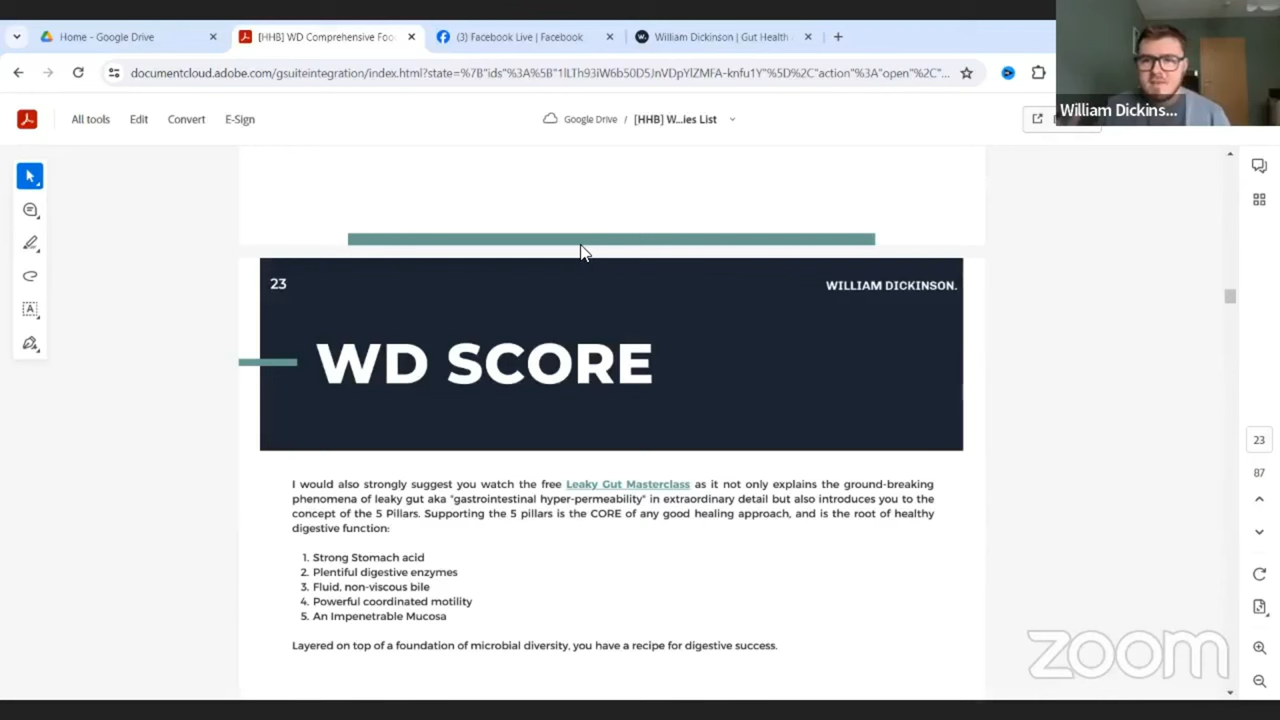 Home - Google Drive
[HHB] WD Comprehensive Foo
(3) Facebook Live | Facebook
William Dickinson | Gut Health
documentcloud.adobe.com/gsuiteintegration/index.html?state=%7B"ids"%3A%5B"1lLTh93iW6b50D5JnVDpYlZMFA-knfu1Y"%5D%2C"action"%3A"open"%2C"...
William Dickins...
All tools
Edit
Convert
E-Sign
Google Drive / [HHB] W...ies List
23
WILLIAM DICKINSON.
WD SCORE
I would also strongly suggest you watch the free Leaky Gut Masterclass as it not only explains the ground-breaking
phenomena of leaky gut aka "gastrointestinal hyper-permeability" in extraordinary detail but also introduces you to the
concept of the 5 Pillars. Supporting the 5 pillars is the CORE of any good healing approach, and is the root of healthy
digestive function:
1. Strong Stomach acid
2. Plentiful digestive enzymes
3. Fluid, non-viscous bile
4. Powerful coordinated motility
5. An Impenetrable Mucosa
Layered on top of a foundation of microbial diversity, you have a recipe for digestive success.
23
87
zoom